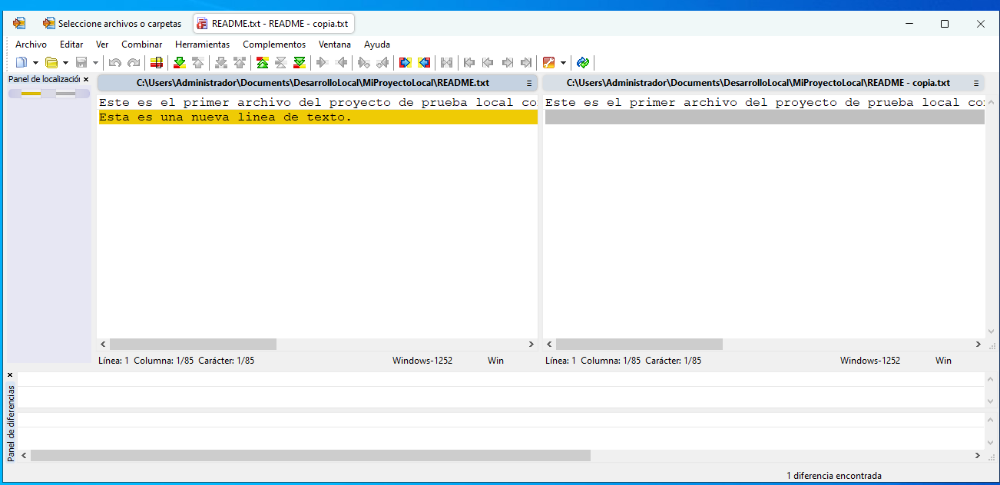 Seleccione archivos o carpetas
README.txt - README - copia.txt
Archivo Editar Ver Combinar Herramientas Complementos Ventana Ayuda
Panel de localización
C:\Users\Administrador\Documents\DesarrolloLocal\MiProyectoLocal\README.txt
C:\Users\Administrador\Documents\DesarrolloLocal\MiProyectoLocal\README - copia.txt
Este es el primer archivo del proyecto de prueba local co
Esta es una nueva linea de texto.
Este es el primer archivo del proyecto de prueba local co
Línea: 1 Columna: 1/85 Carácter: 1/85 Windows-1252 Win
Línea: 1 Columna: 1/85 Carácter: 1/85 Windows-1252 Win
Panel de diferencias
1 diferencia encontrada